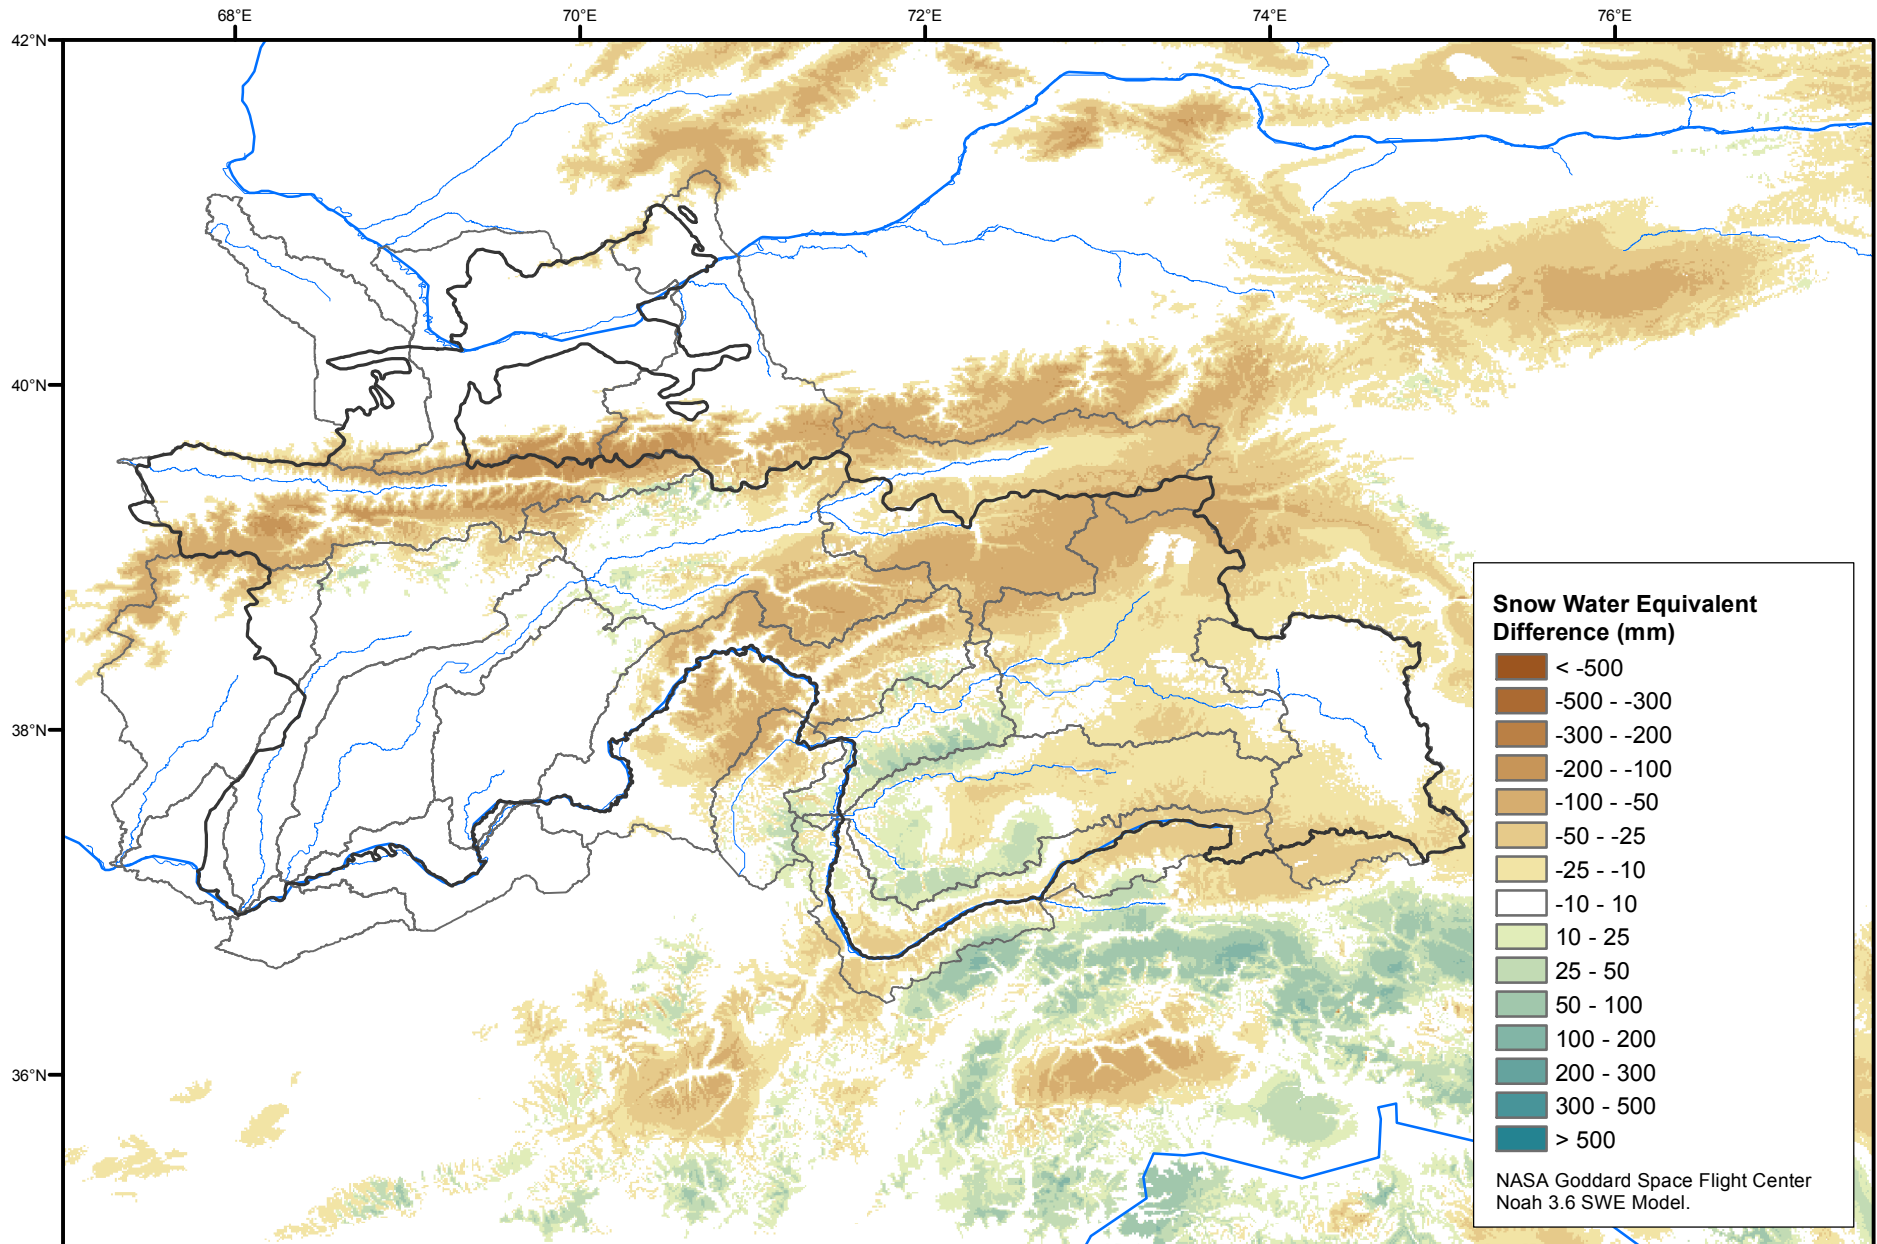 68°E
70°E
72°E
74°E
76°E
42°N
40°N
38°N
36°N
Snow Water Equivalent
Difference (mm)
< -500
-500 - -300
-300 - -200
-200 - -100
-100 - -50
-50 - -25
-25 - -10
-10 - 10
10 - 25
25 - 50
50 - 100
100 - 200
200 - 300
300 - 500
> 500
NASA Goddard Space Flight Center
Noah 3.6 SWE Model.